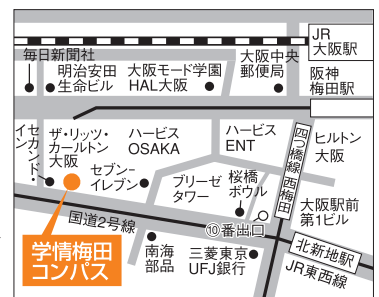 JR
大阪駅
毎日新聞社
明治安田
生命ビル
大阪モード学園
HAL大阪
大阪中央
郵便局
阪神
梅田駅
セカンド・
イン
ザ・リッツ・
カールトン
大阪
ハービス
OSAKA
ハービス
ENT
四つ橋線 西梅田
ヒルトン
大阪
セブン-
イレブン
ブリーゼ
タワー
桜橋
ボウル
大阪駅前
第1ビル
国道2号線
⑩番出口
学情梅田
コンパス
南海
部品
三菱東京
UFJ銀行
北新地駅
JR東西線